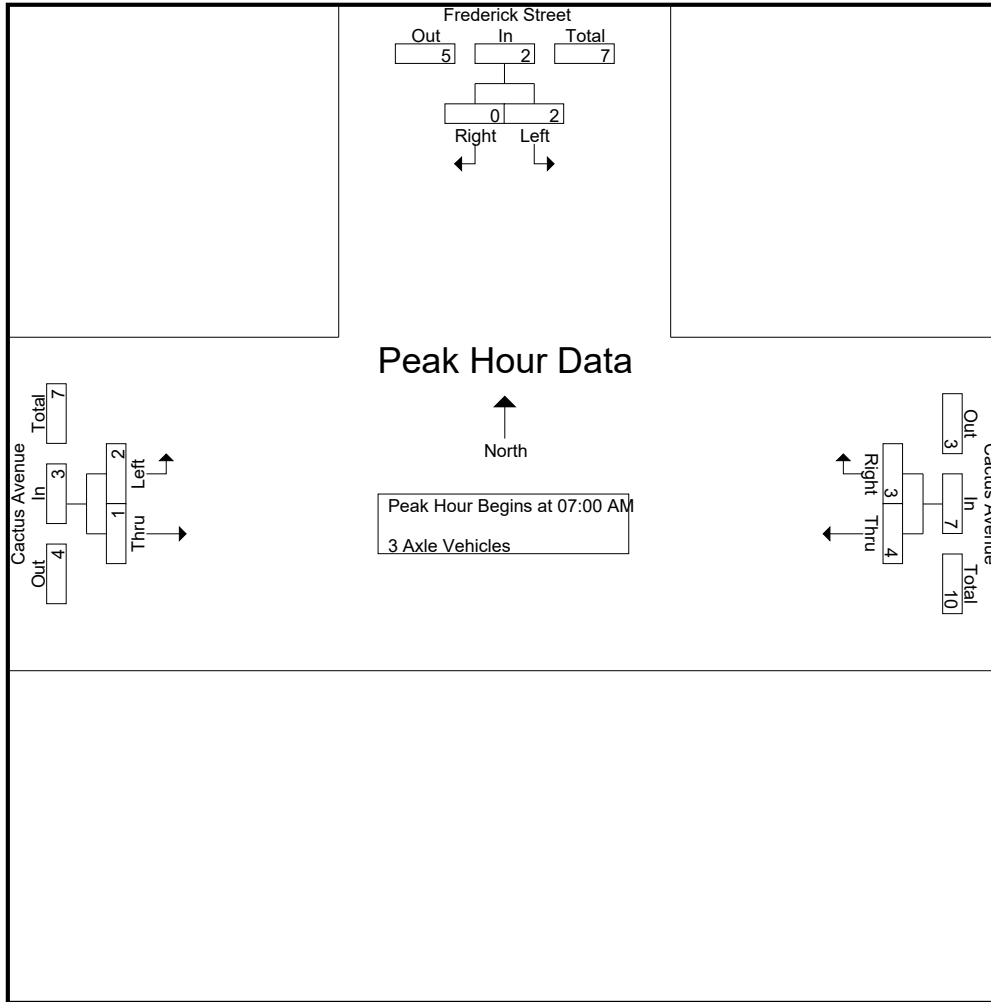 Frederick Street
Out In Total
5 2 7
0 2
Right Left
Peak Hour Data
North
Peak Hour Begins at 07:00 AM
3 Axle Vehicles
Cactus Avenue
Total
7
In
3
Out
4
Left
2
Thru
1
Cactus Avenue
Out
3
In
7
Total
10
Right
3
Thru
4